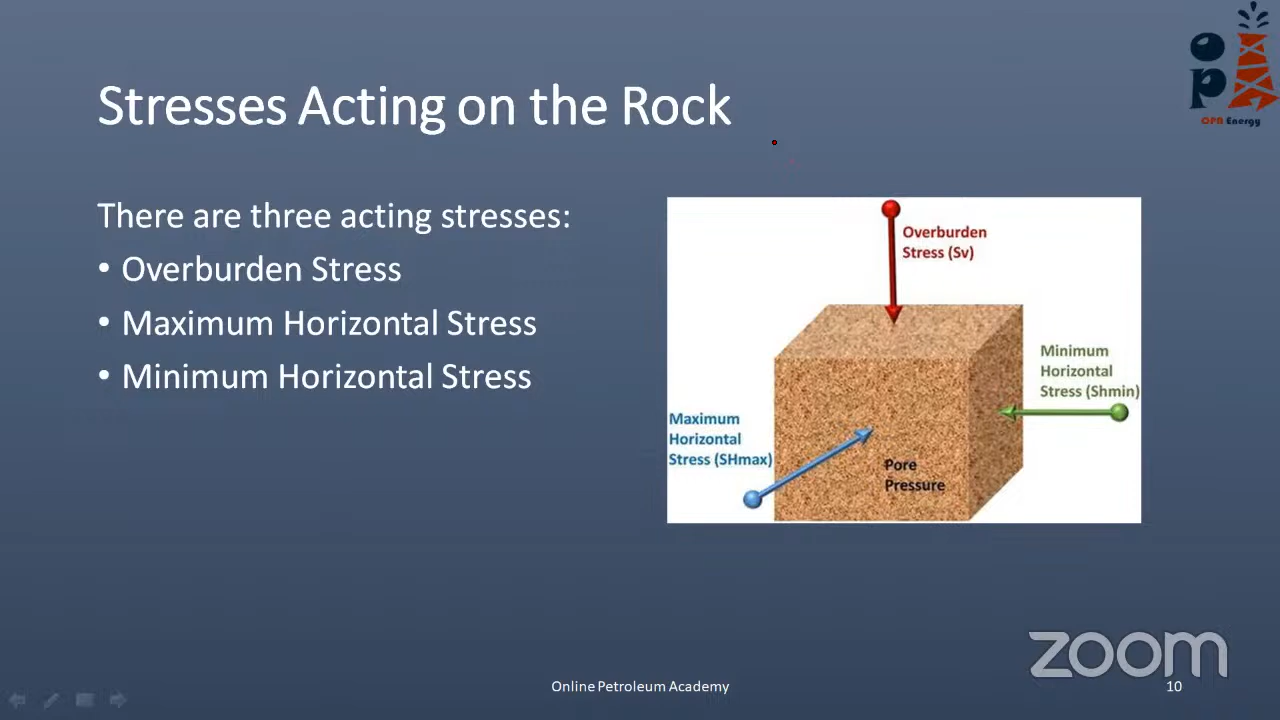 Stresses Acting on the Rock
There are three acting stresses:
• Overburden Stress
• Maximum Horizontal Stress
• Minimum Horizontal Stress
Overburden
Stress (Sv)
Minimum
Horizontal
Stress (Shmin)
Maximum
Horizontal
Stress (SHmax)
Pore
Pressure
OPA Energy
zoom
Online Petroleum Academy
10